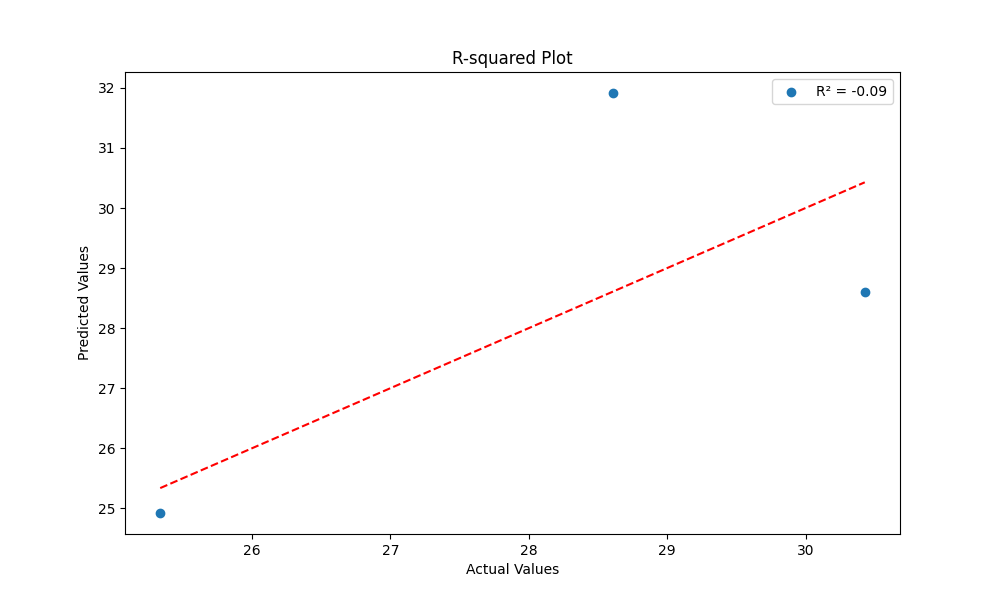 R-squared Plot
R² = -0.09
32
31
30
29
28
27
26
25
Predicted Values
26 27 28 29 30
Actual Values